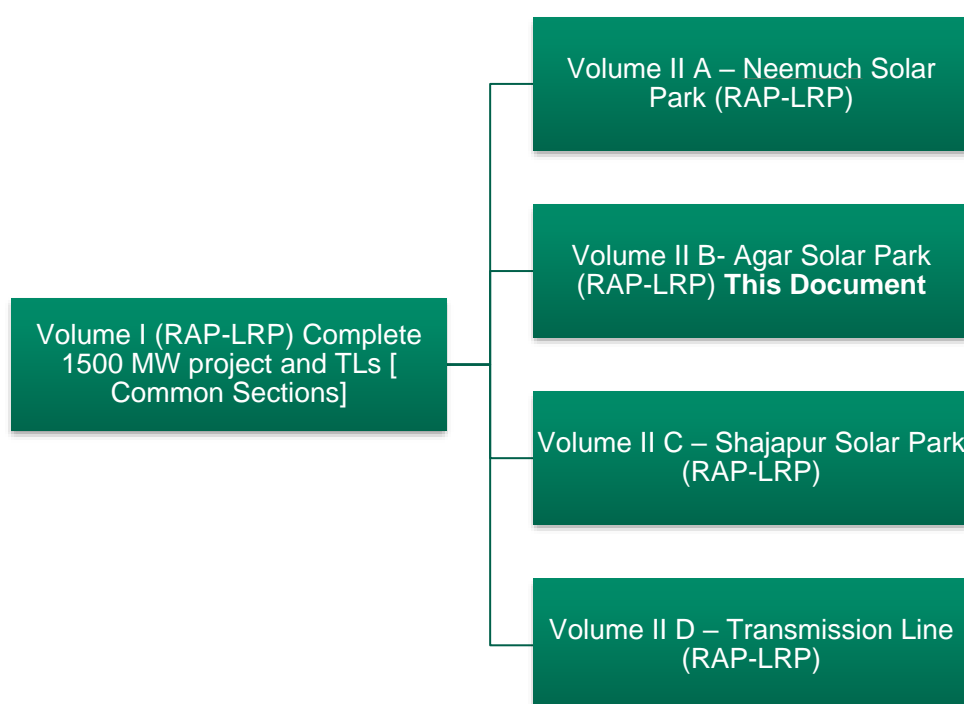 Volume I (RAP-LRP) Complete
1500 MW project and TLs [
Common Sections]
Volume II A – Neemuch Solar
Park (RAP-LRP)
Volume II B- Agar Solar Park
(RAP-LRP) This Document
Volume II C – Shajapur Solar Park
(RAP-LRP)
Volume II D – Transmission Line
(RAP-LRP)